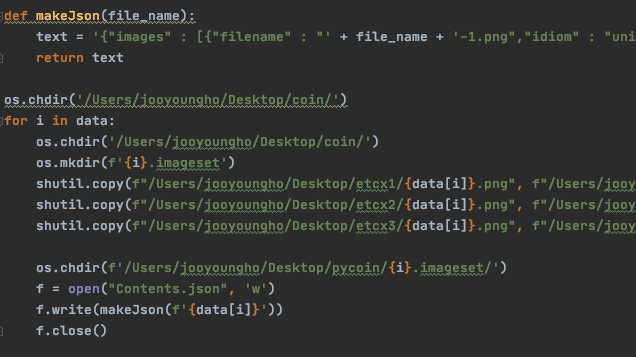 def makeJson(file_name):
    text = '{"images" : [{"filename" : "' + file_name + '-1.png","idiom" : "uni
    return text
os.chdir('/Users/jooyoungho/Desktop/coin/')
for i in data:
    os.chdir('/Users/jooyoungho/Desktop/coin/')
    os.mkdir(f'{i}.imageset')
    shutil.copy(f"/Users/jooyoungho/Desktop/etcx1/{data[i]}.png", f"/Users/jooy
    shutil.copy(f"/Users/jooyoungho/Desktop/etcx2/{data[i]}.png", f"/Users/jooy
    shutil.copy(f"/Users/jooyoungho/Desktop/etcx3/{data[i]}.png", f"/Users/jooy
    os.chdir(f'/Users/jooyoungho/Desktop/pycoin/{i}.imageset/')
    f = open("Contents.json", 'w')
    f.write(makeJson(f'{data[i]}'))
    f.close()